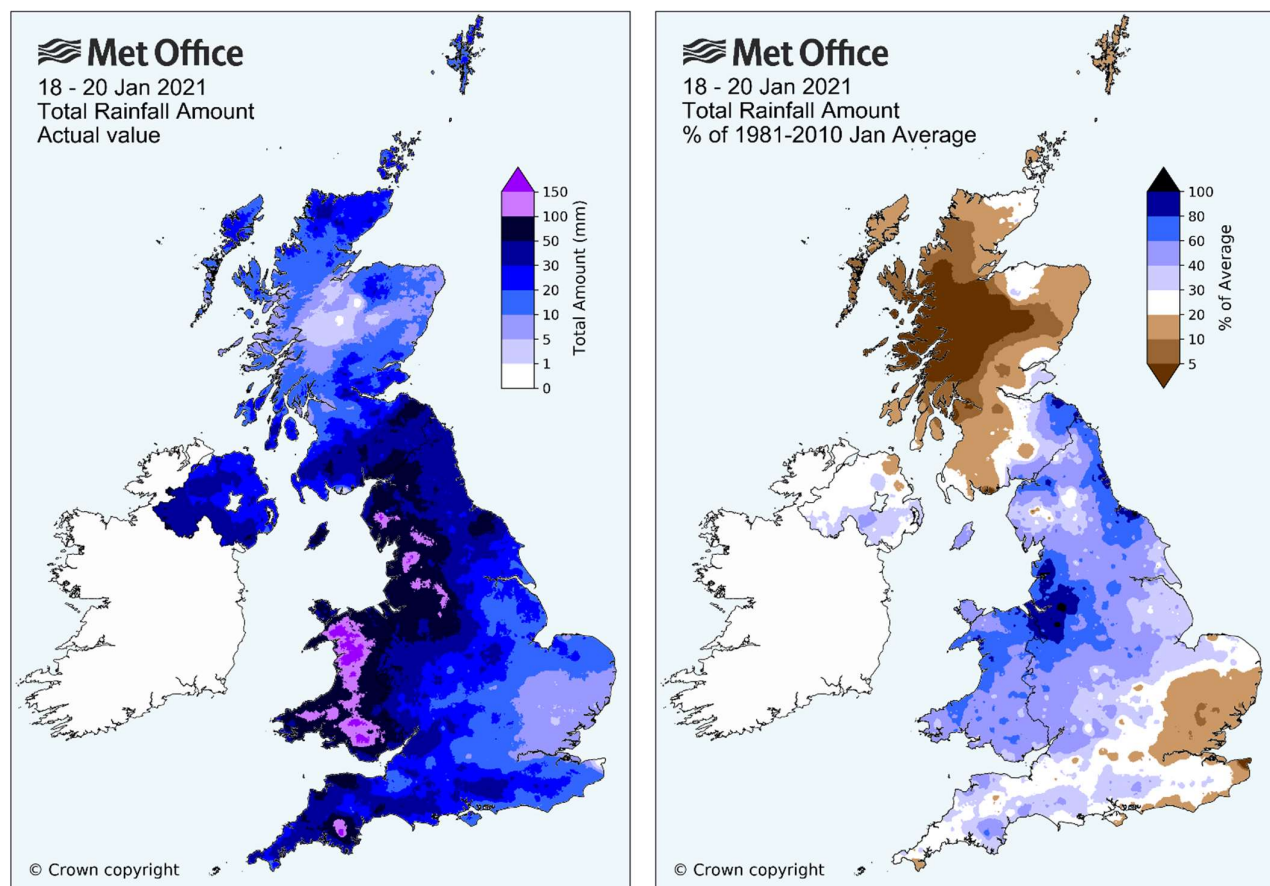 Met Office
18 - 20 Jan 2021
Total Rainfall Amount
Actual value
150
100
50
30
20
10
5
1
0
Total Amount (mm)
© Crown copyright
Met Office
18 - 20 Jan 2021
Total Rainfall Amount
% of 1981-2010 Jan Average
100
80
60
40
30
20
10
5
% of Average
© Crown copyright